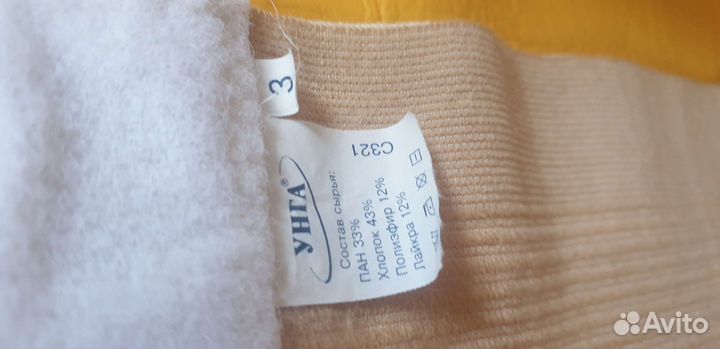 3
УНГА®
С321
Состав сырья:
ПАН 33%
Хлопок 43%
Полиэфир 12%
Лайкра 12%
Avito